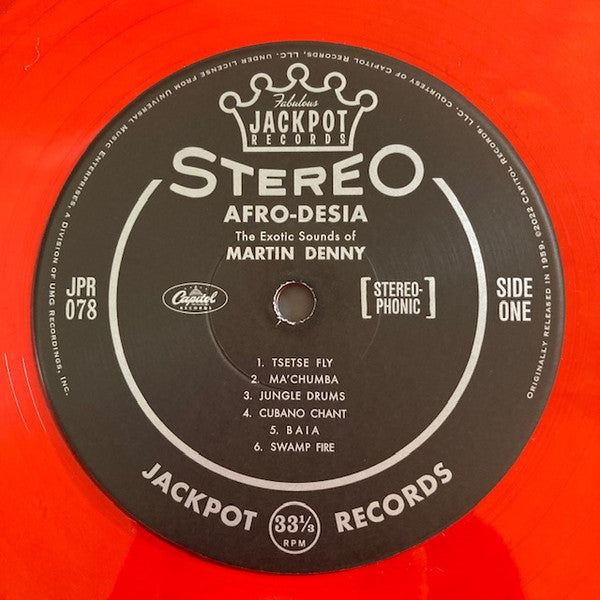 Fabulous
JACKPOT
RECORDS
STEREO
AFRO-DESIA
The Exotic Sounds of
MARTIN DENNY
JPR
078
Capitol
RECORDS
[STEREO-
PHONIC]
SIDE
ONE
1. TSETSE FLY
2. MA'CHUMBA
3. JUNGLE DRUMS
4. CUBANO CHANT
5. BAIA
6. SWAMP FIRE
JACKPOT RECORDS
33⅓
RPM
ORIGINALLY RELEASED IN 1959. ©2022 CAPITOL RECORDS, LLC. COURTESY OF CAPITOL RECORDS, LLC. UNDER LICENSE FROM UNIVERSAL MUSIC ENTERPRISES, A DIVISION OF UMG RECORDINGS, INC.